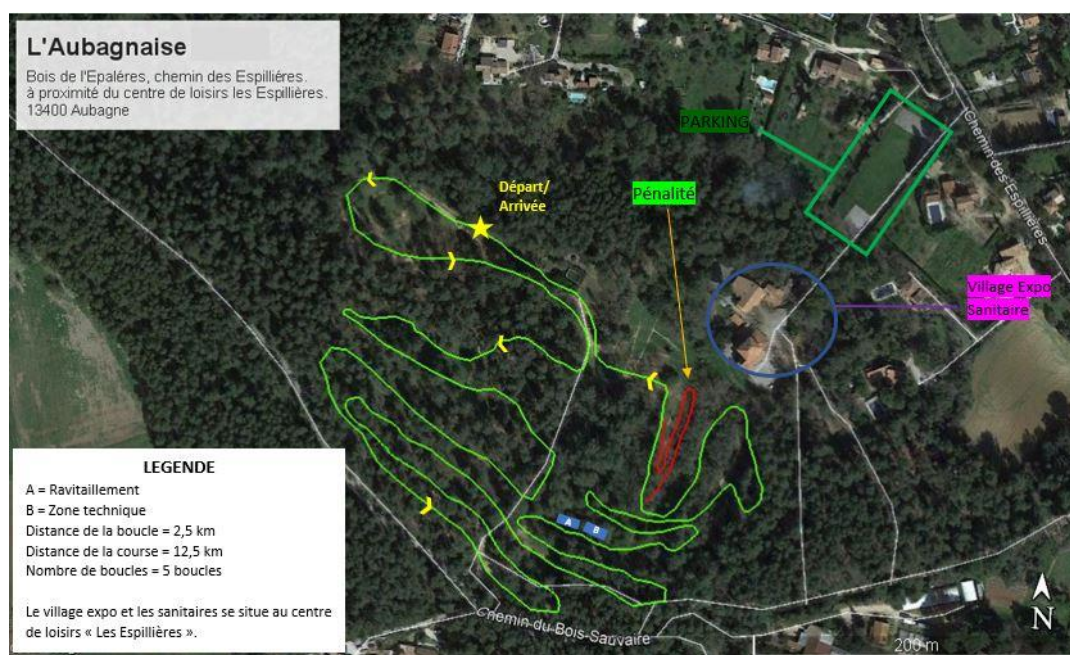 L'Aubagnaise
Bois de l'Epaléres, chemin des Espilliéres.
à proximité du centre de loisirs les Espillières.
13400 Aubagne
PARKING
Chemin des Espillières
Départ/
Arrivée
Pénalité
Village Expo
Sanitaire
A
B
LEGENDE
A = Ravitaillement
B = Zone technique
Distance de la boucle = 2,5 km
Distance de la course = 12,5 km
Nombre de boucles = 5 boucles
Le village expo et les sanitaires se situe au centre
de loisirs « Les Espillières ».
Chemin du Bois-Sauvaire
N
200 m